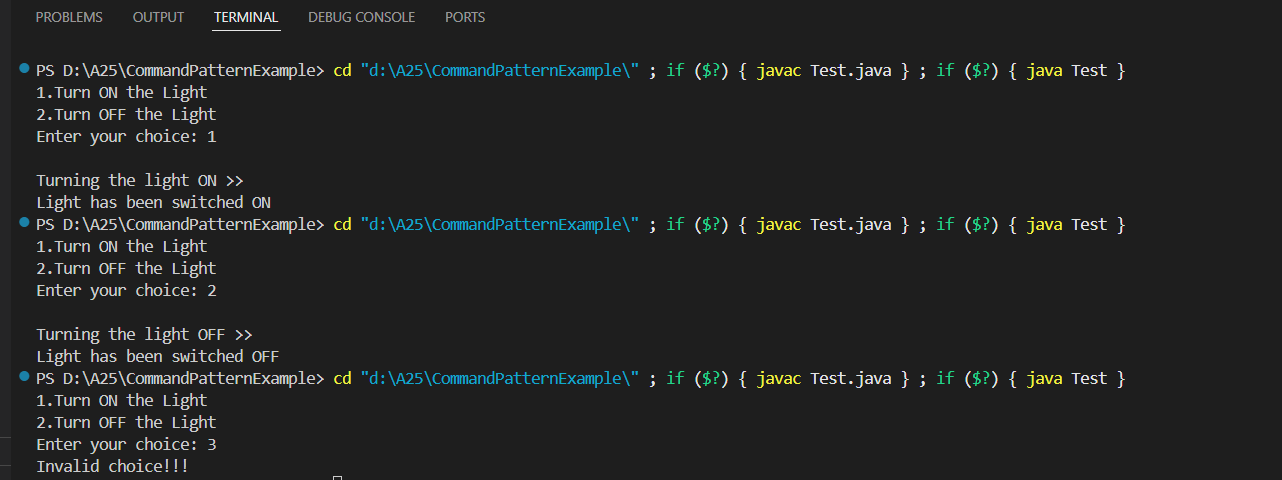 PROBLEMS OUTPUT TERMINAL DEBUG CONSOLE PORTS
PS D:\A25\CommandPatternExample> cd "d:\A25\CommandPatternExample\" ; if ($?) { javac Test.java } ; if ($?) { java Test }
1.Turn ON the Light
2.Turn OFF the Light
Enter your choice: 1
Turning the light ON >>
Light has been switched ON
PS D:\A25\CommandPatternExample> cd "d:\A25\CommandPatternExample\" ; if ($?) { javac Test.java } ; if ($?) { java Test }
1.Turn ON the Light
2.Turn OFF the Light
Enter your choice: 2
Turning the light OFF >>
Light has been switched OFF
PS D:\A25\CommandPatternExample> cd "d:\A25\CommandPatternExample\" ; if ($?) { javac Test.java } ; if ($?) { java Test }
1.Turn ON the Light
2.Turn OFF the Light
Enter your choice: 3
Invalid choice!!!